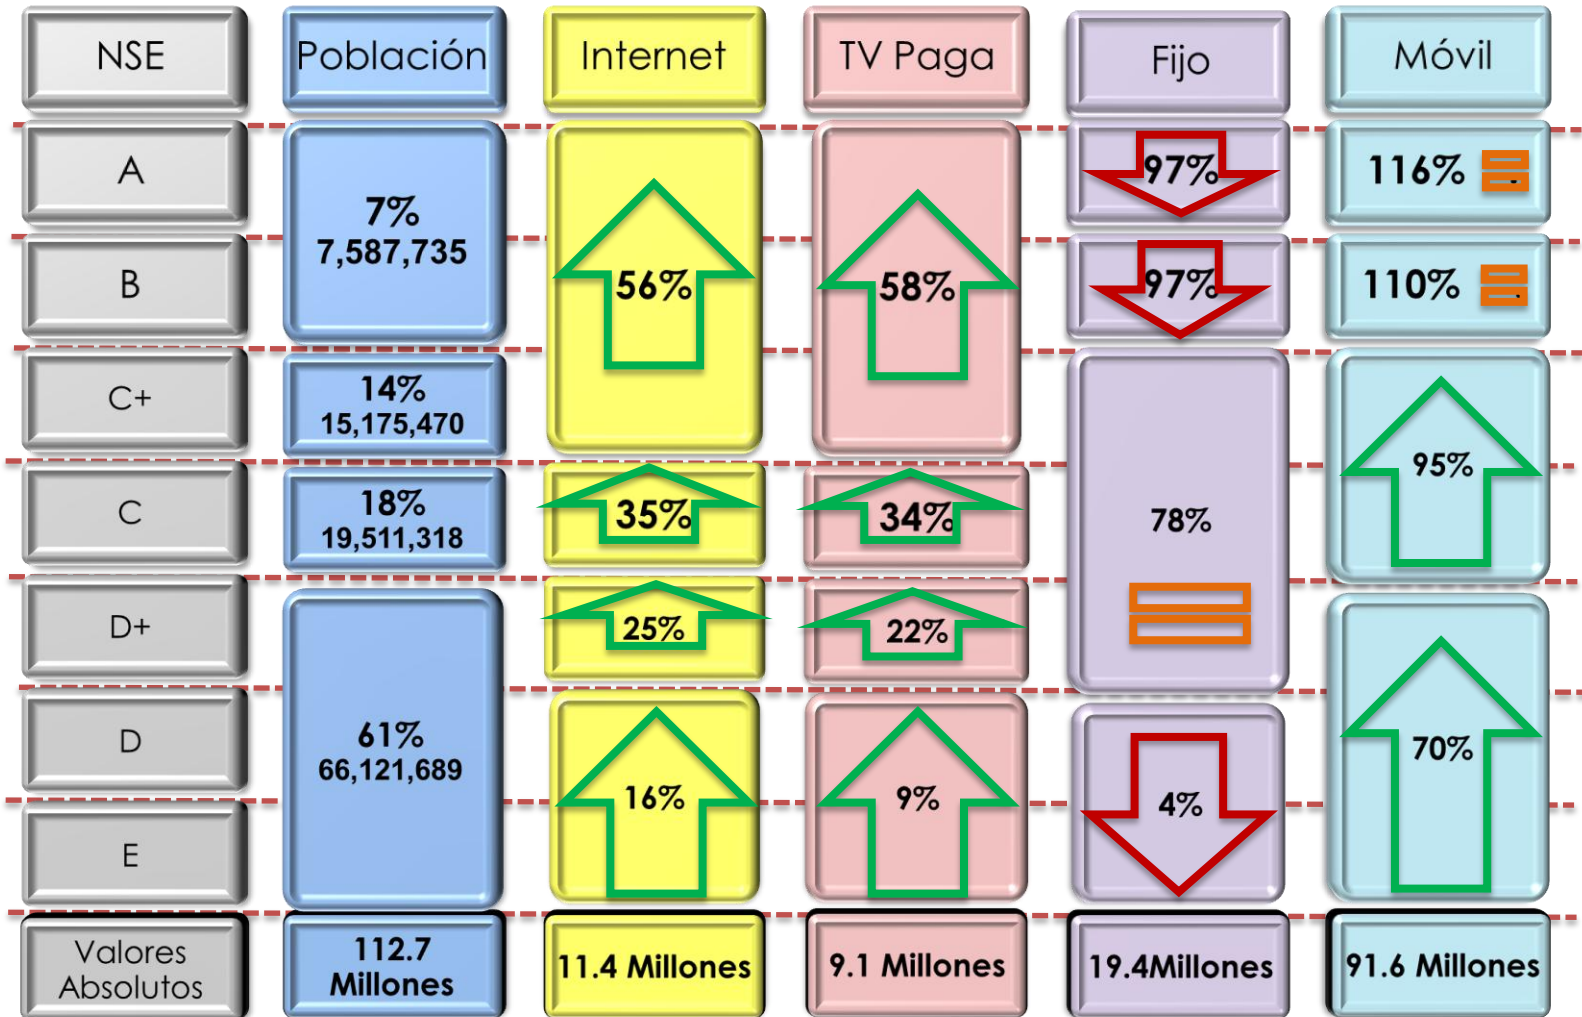 NSE
Población
Internet
TV Paga
Fijo
Móvil
A
7%
7,587,735
56%
58%
97%
116%
B
97%
110%
C+
14%
15,175,470
78%
95%
C
18%
19,511,318
35%
34%
D+
61%
66,121,689
25%
22%
70%
D
16%
9%
4%
E
Valores
Absolutos
112.7
Millones
11.4 Millones
9.1 Millones
19.4Millones
91.6 Millones